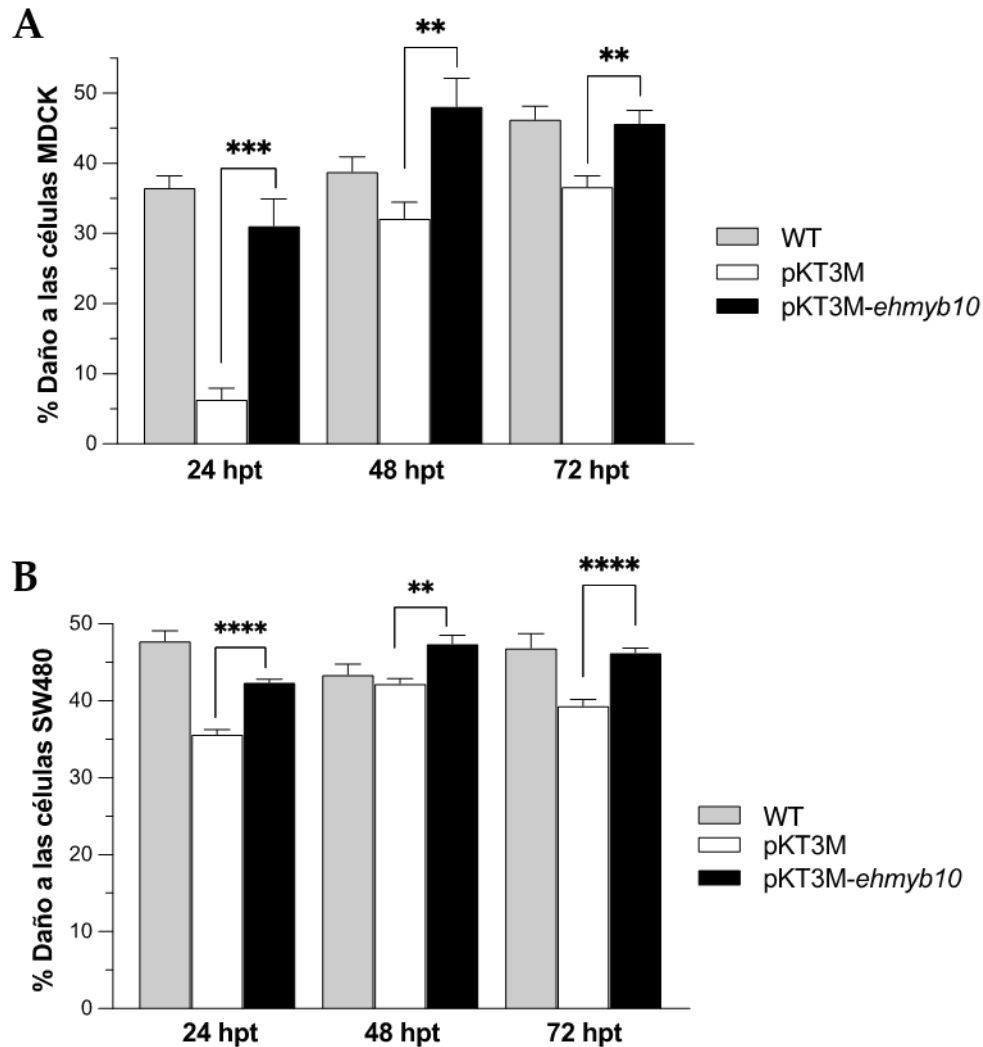 A
% Daño a las células MDCK
50
40
30
20
10
0
***
**
**
24 hpt
48 hpt
72 hpt
WT
pKT3M
pKT3M-ehmyb10
B
% Daño a las células SW480
50
40
30
20
10
0
****
**
****
24 hpt
48 hpt
72 hpt
WT
pKT3M
pKT3M-ehmyb10